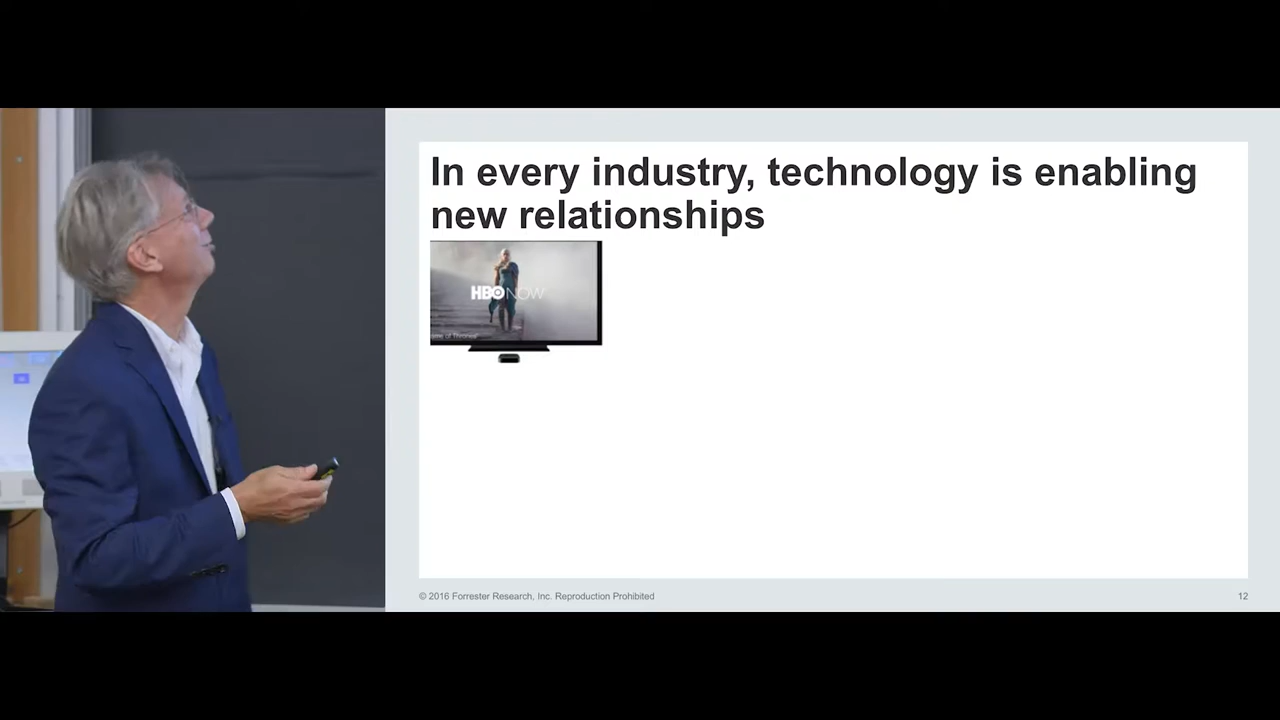 In every industry, technology is enabling
new relationships
HBO NOW
© 2016 Forrester Research, Inc. Reproduction Prohibited
12